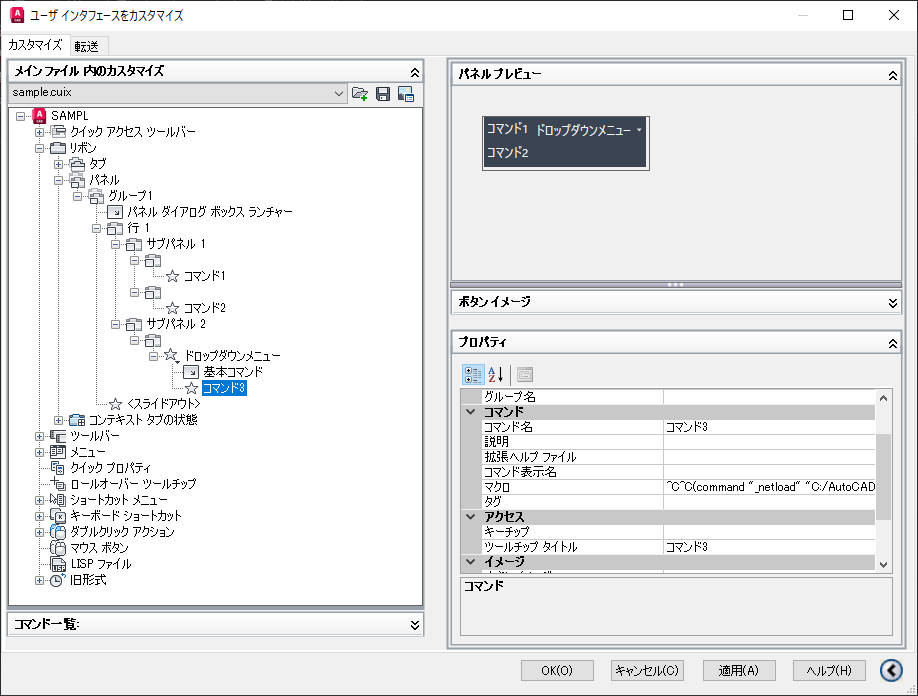 ユーザ インタフェースをカスタマイズ
カスタマイズ
転送
メイン ファイル 内のカスタマイズ
sample.cuix
SAMPL
クイック アクセス ツールバー
リボン
タブ
パネル
グループ1
パネル ダイアログ ボックス ランチャー
行 1
サブパネル 1
コマンド1
コマンド2
サブパネル 2
ドロップダウンメニュー
基本コマンド
コマンド3
<スライドアウト>
コンテキスト タブの状態
ツールバー
メニュー
クイック プロパティ
ロールオーバー ツールチップ
ショートカット メニュー
キーボード ショートカット
ダブルクリック アクション
マウス ボタン
LISP ファイル
旧形式
コマンド一覧:
パネル プレビュー
コマンド1 ドロップダウンメニュー
コマンド2
ボタン イメージ
プロパティ
グループ名
コマンド
コマンド名 コマンド3
説明
拡張ヘルプ ファイル
コマンド表示名
マクロ ^C^C(command "_netload" "C:/AutoCAD
タグ
アクセス
キーチップ
ツールチップ タイトル コマンド3
イメージ
コマンド
OK(O)
キャンセル(C)
適用(A)
ヘルプ(H)